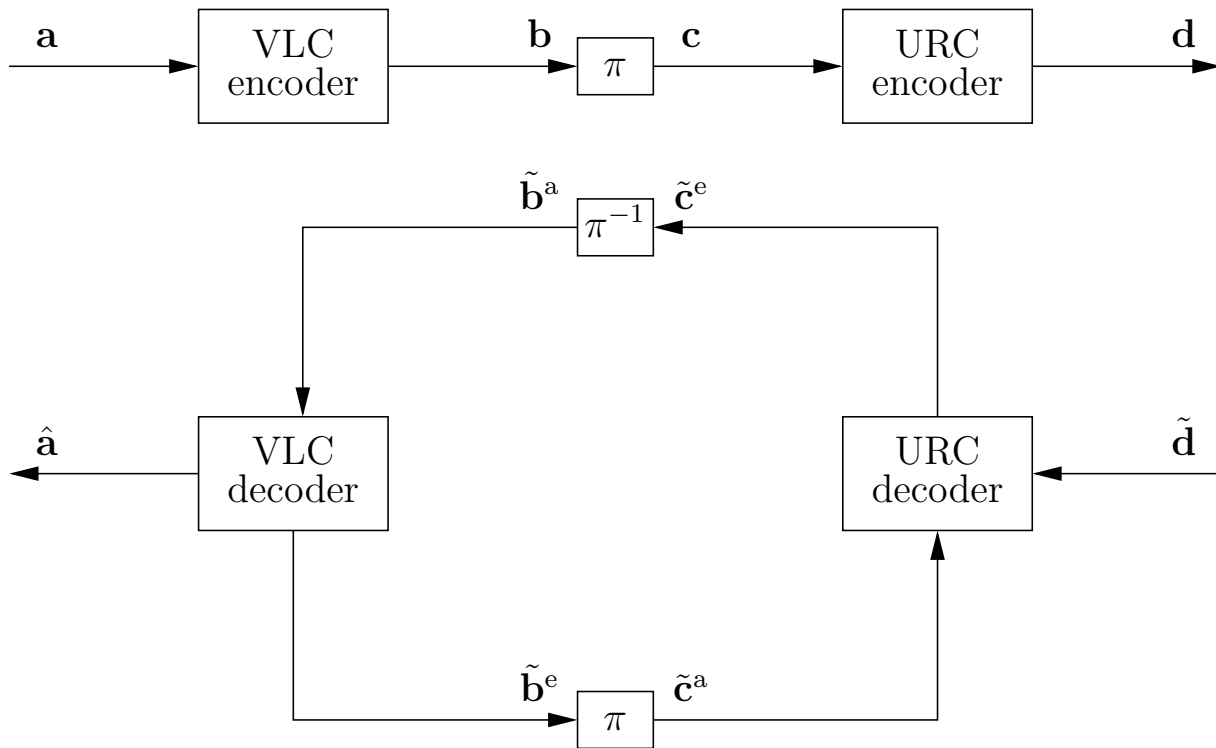 a
VLC
encoder
b
π
c
URC
encoder
d
b̃ᵃ
π⁻¹
c̃ᵉ
â
VLC
decoder
URC
decoder
d̃
b̃ᵉ
π
c̃ᵃ